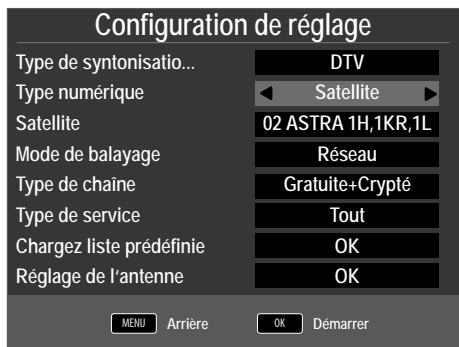 Configuration de réglage
Type de syntonisatio... DTV
Type numérique Satellite
Satellite 02 ASTRA 1H,1KR,1L
Mode de balayage Réseau
Type de chaîne Gratuite+Crypté
Type de service Tout
Chargez liste prédéfinie OK
Réglage de l'antenne OK
MENU Arrière OK Démarrer